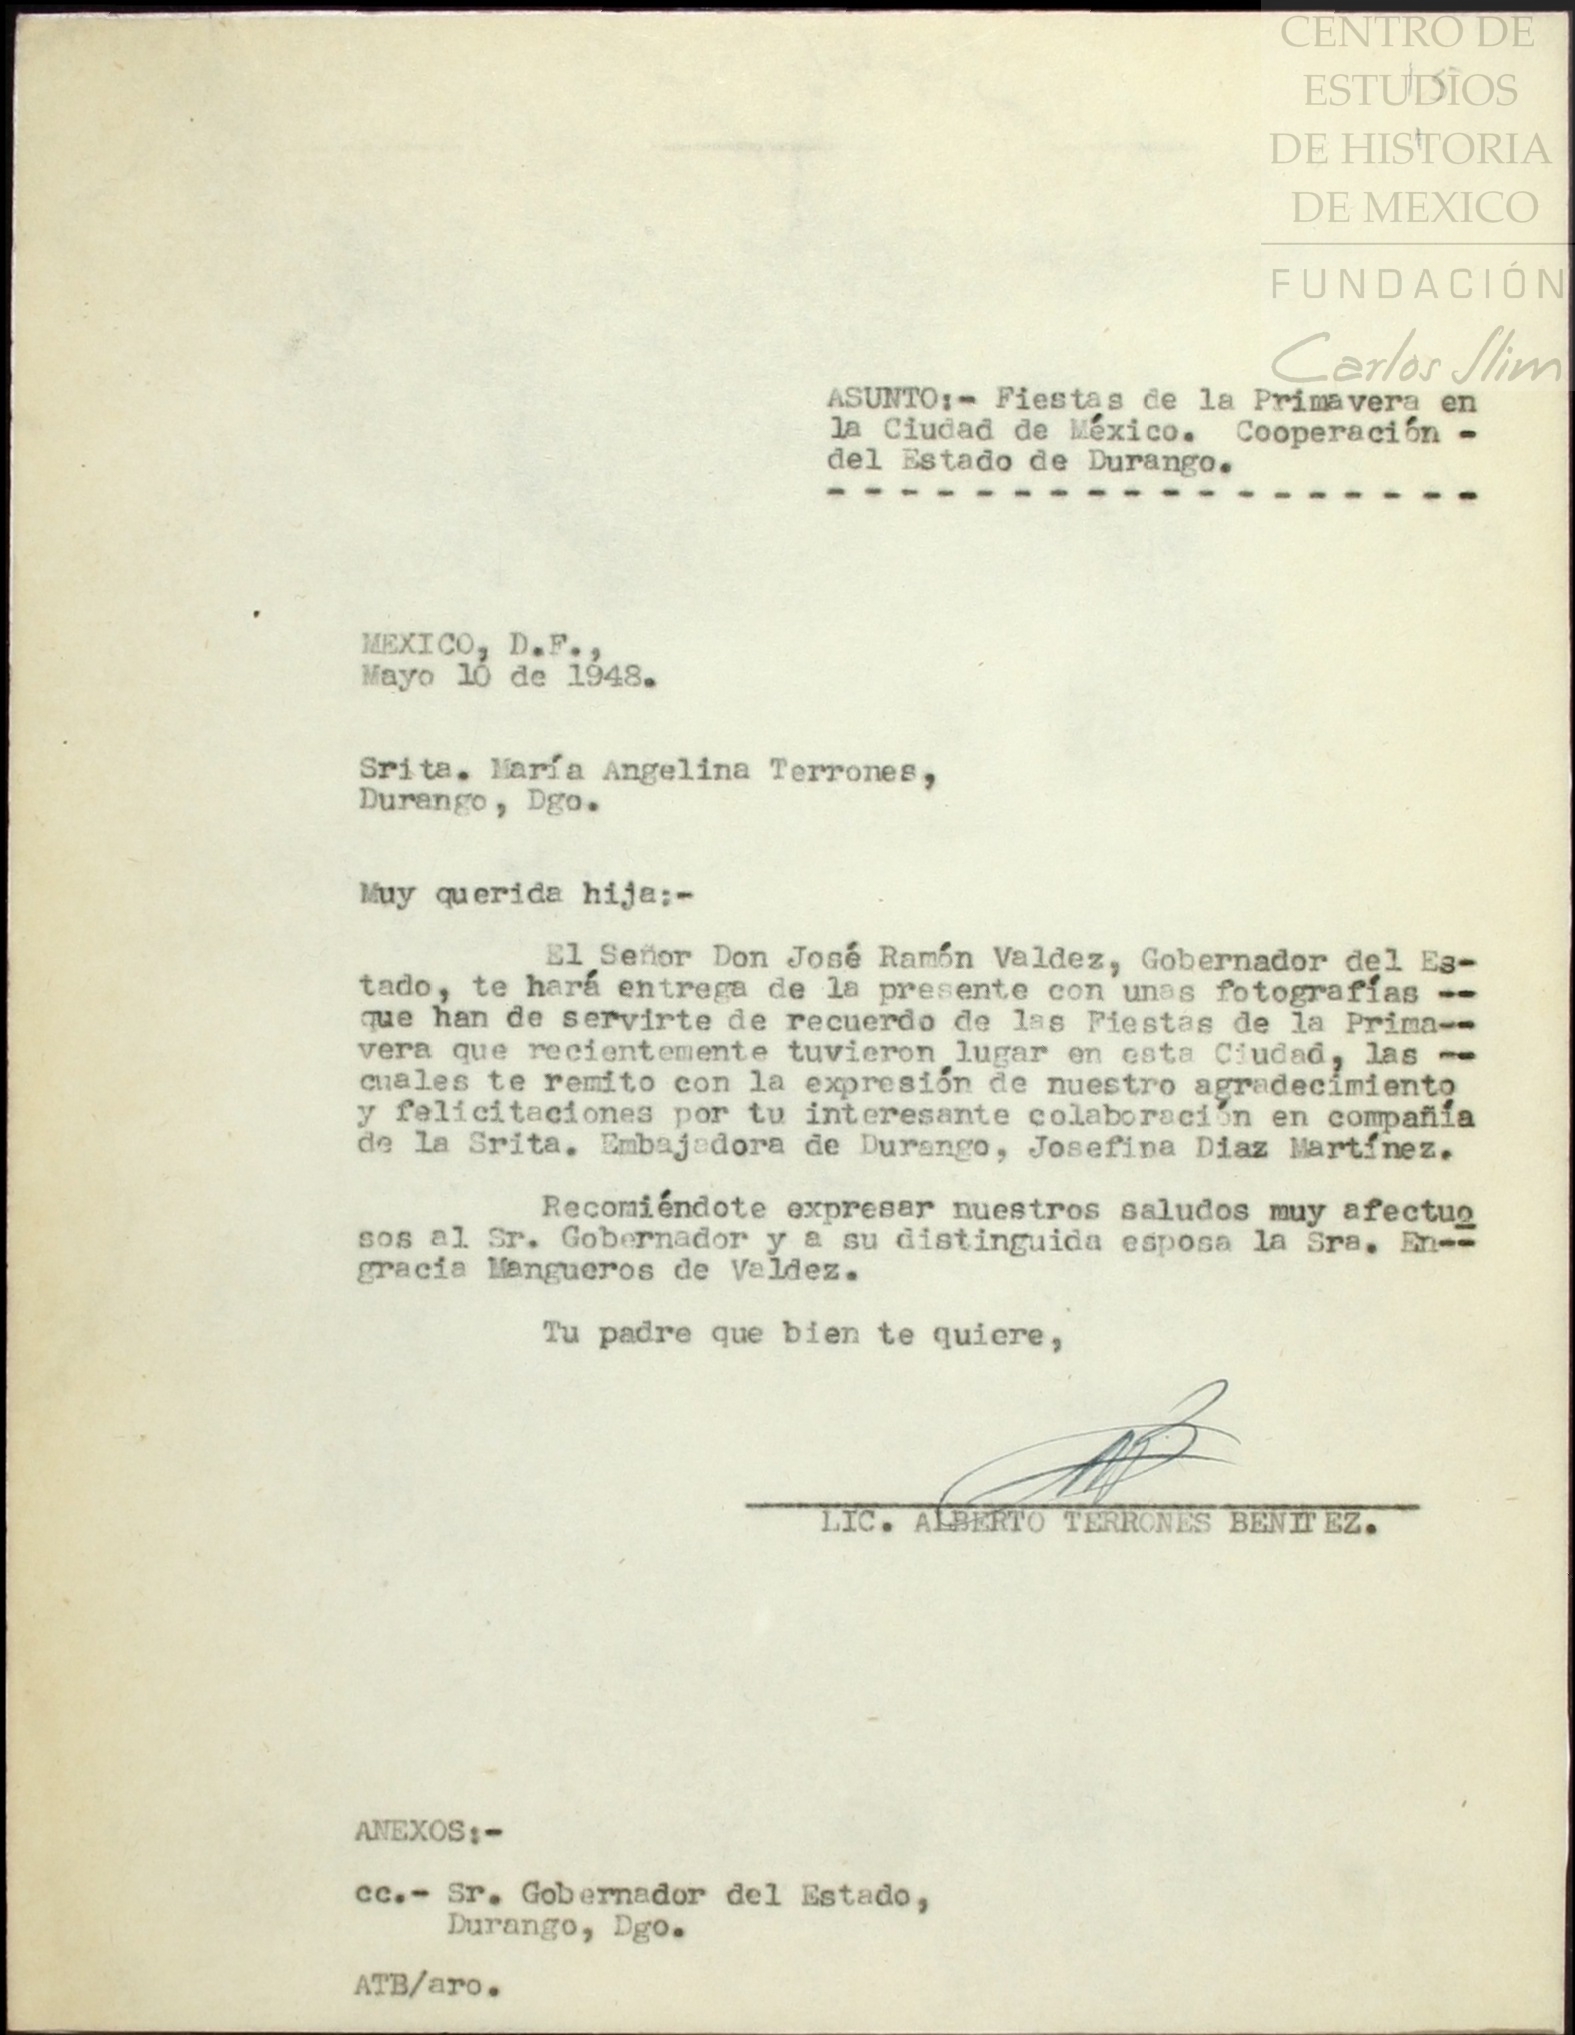 CENTRO DE
ESTUDIOS
DE HISTORIA
DE MEXICO
FUNDACIÓN
Carlos Slim
ASUNTO:- Fiestas de la Primavera en
la Ciudad de México. Cooperación -
del Estado de Durango.
- - - - - - - - - - - - - - - - - -
MEXICO, D.F.,
Mayo 10 de 1948.
Srita. María Angelina Terrones,
Durango, Dgo.
Muy querida hija:-
El Señor Don José Ramón Valdez, Gobernador del Es-
tado, te hará entrega de la presente con unas fotografías --
que han de servirte de recuerdo de las Fiestas de la Prima--
vera que recientemente tuvieron lugar en esta Ciudad, las --
cuales te remito con la expresión de nuestro agradecimiento
y felicitaciones por tu interesante colaboración en compañía
de la Srita. Embajadora de Durango, Josefina Diaz Martínez.
Recomiéndote expresar nuestros saludos muy afectuo
sos al Sr. Gobernador y a su distinguida esposa la Sra. En--
gracia Mangueros de Valdez.
Tu padre que bien te quiere,
LIC. ALBERTO TERRONES BENITEZ.
ANEXOS:-
cc.- Sr. Gobernador del Estado,
Durango, Dgo.
ATB/aro.